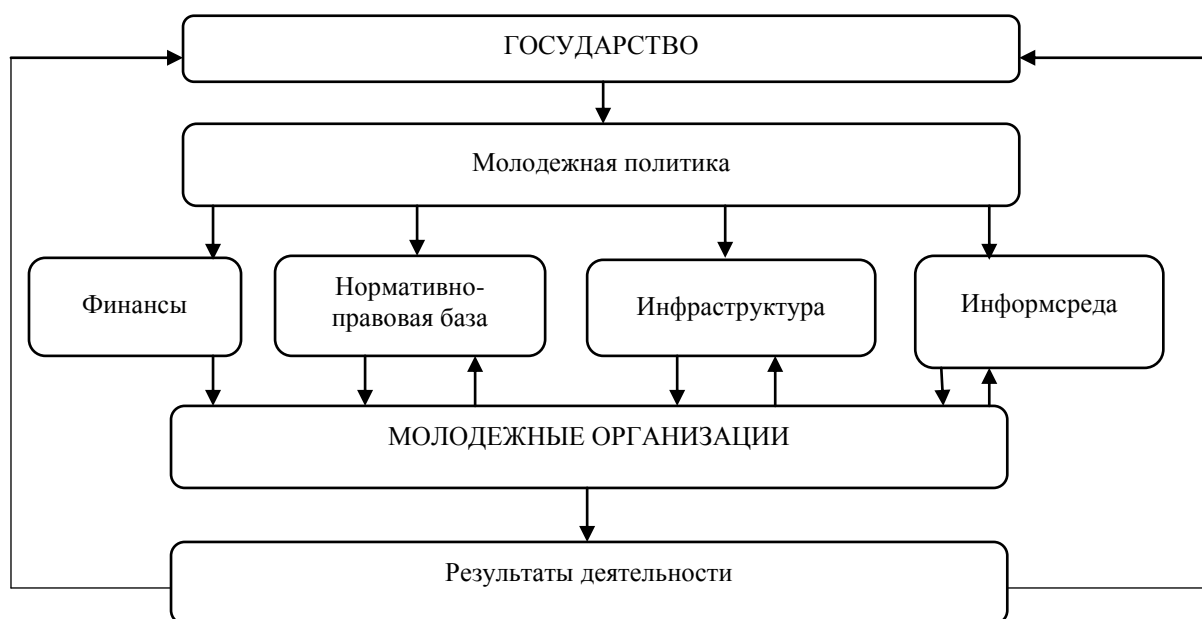 ГОСУДАРСТВО
Молодежная политика
Финансы
Нормативно-
правовая база
Инфраструктура
Информсреда
МОЛОДЕЖНЫЕ ОРГАНИЗАЦИИ
Результаты деятельности